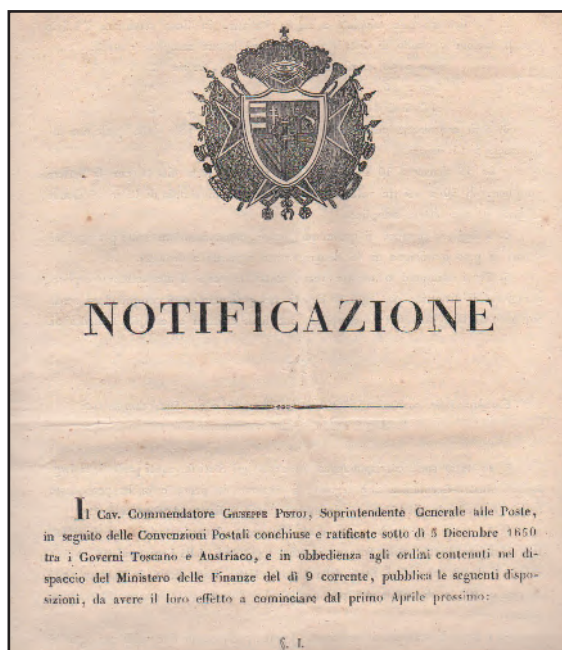 NOTIFICAZIONE
Il Cav. Commendatore GIUSEPPE PISTOJ, Soprintendente Generale alle Poste,
in seguito delle Convenzioni Postali conchiuse e ratificate sotto dì 5 Dicembre 1850
tra i Governi Toscano e Austriaco, e in obbedienza agli ordini contenuti nel di-
spaccio del Ministero delle Finanze del dì 9 corrente, pubblica le seguenti dispo-
sizioni, da avere il loro effetto a cominciare dal primo Aprile prossimo:
§. I.